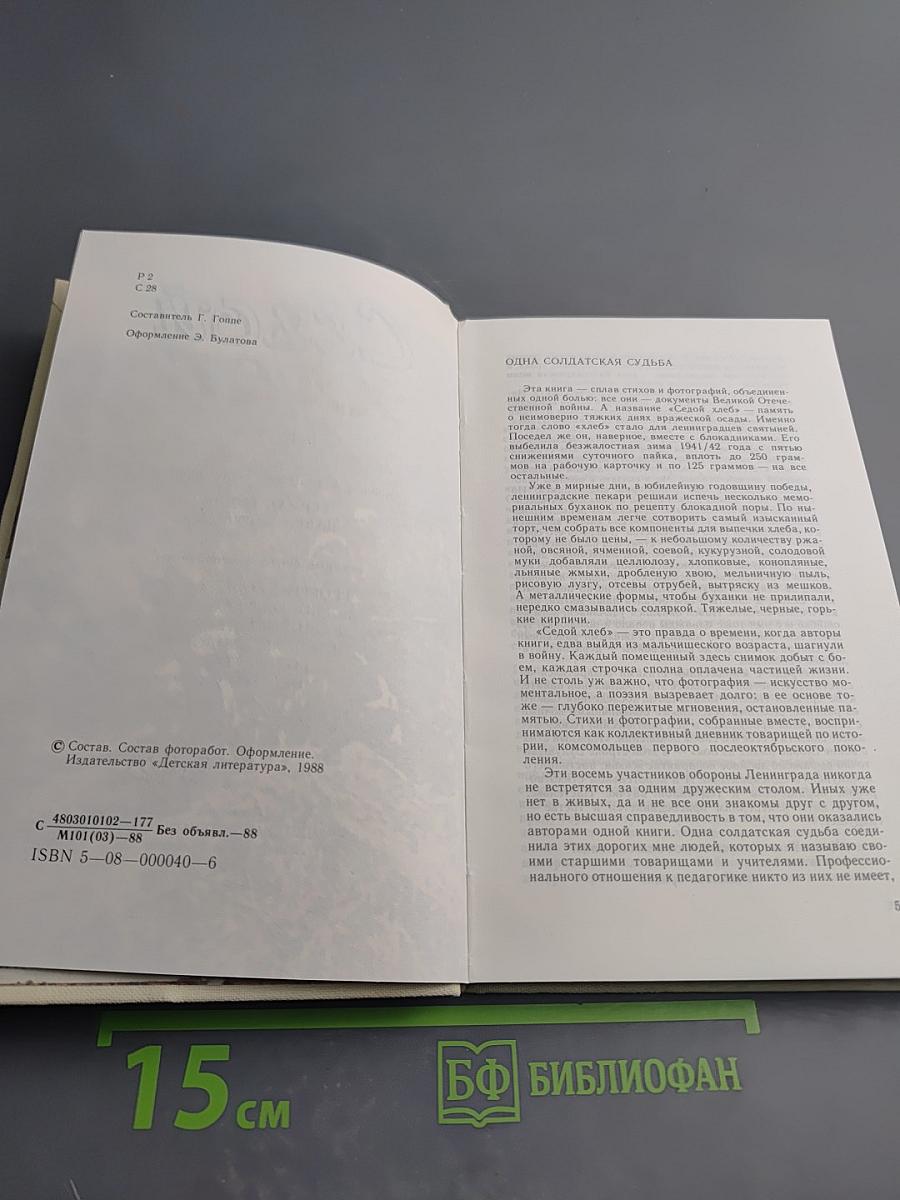 Р 2
С 28
Составитель Г. Гоппе
Оформление Э. Булатова
© Состав. Состав фоторабот. Оформление.
Издательство «Детская литература», 1988
С 4803010102—177
М101(03)—88 Без объявл.—88
ISBN 5—08—000040—6
ОДНА СОЛДАТСКАЯ СУДЬБА
Эта книга — сплав стихов и фотографий, объединен-
ных одной болью: все они — документы Великой Отече-
ственной войны. А название «Седой хлеб» — память
о неимоверно тяжких днях вражеской осады. Именно
тогда слово «хлеб» стало для ленинградцев святыней.
Поседел же он, наверное, вместе с блокадниками. Его
выбелила безжалостная зима 1941/42 года с пятью
снижениями суточного пайка, вплоть до 250 грам-
мов на рабочую карточку и по 125 граммов — на все
остальные.
Уже в мирные дни, в юбилейную годовщину победы,
ленинградские пекари решили испечь несколько мемо-
риальных буханок по рецепту блокадной поры. По ны-
нешним временам легче сотворить самый изысканный
торт, чем собрать все компоненты для выпечки хлеба, ко-
торому не было цены, — к небольшому количеству ржа-
ной, овсяной, ячменной, соевой, кукурузной, солодовой
муки добавляли целлюлозу, хлопковые, конопляные,
льняные жмыхи, дробленую хвою, мельничную пыль,
рисовую лузгу, отсевы отрубей, вытряску из мешков.
А металлические формы, чтобы буханки не прилипали,
нередко смазывались соляркой. Тяжелые, черные, горь-
кие кирпичи.
«Седой хлеб» — это правда о времени, когда авторы
книги, едва выйдя из мальчишеского возраста, шагнули
в войну. Каждый помещенный здесь снимок добыт с бо-
ем, каждая строчка сполна оплачена частицей жизни.
И не столь уж важно, что фотография — искусство мо-
ментальное, а поэзия вызревает долго: в ее основе то-
же — глубоко пережитые мгновения, остановленные па-
мятью. Стихи и фотографии, собранные вместе, воспри-
нимаются как коллективный дневник товарищей по исто-
рии, комсомольцев первого послеоктябрьского поко-
ления.
Эти восемь участников обороны Ленинграда никогда
не встретятся за одним дружеским столом. Иных уже
нет в живых, да и не все они знакомы друг с другом,
но есть высшая справедливость в том, что они оказались
авторами одной книги. Одна солдатская судьба соеди-
нила этих дорогих мне людей, которых я называю сво-
ими старшими товарищами и учителями. Профессио-
нального отношения к педагогике никто из них не имеет,
5
15 см
БФ БИБЛИОФАН